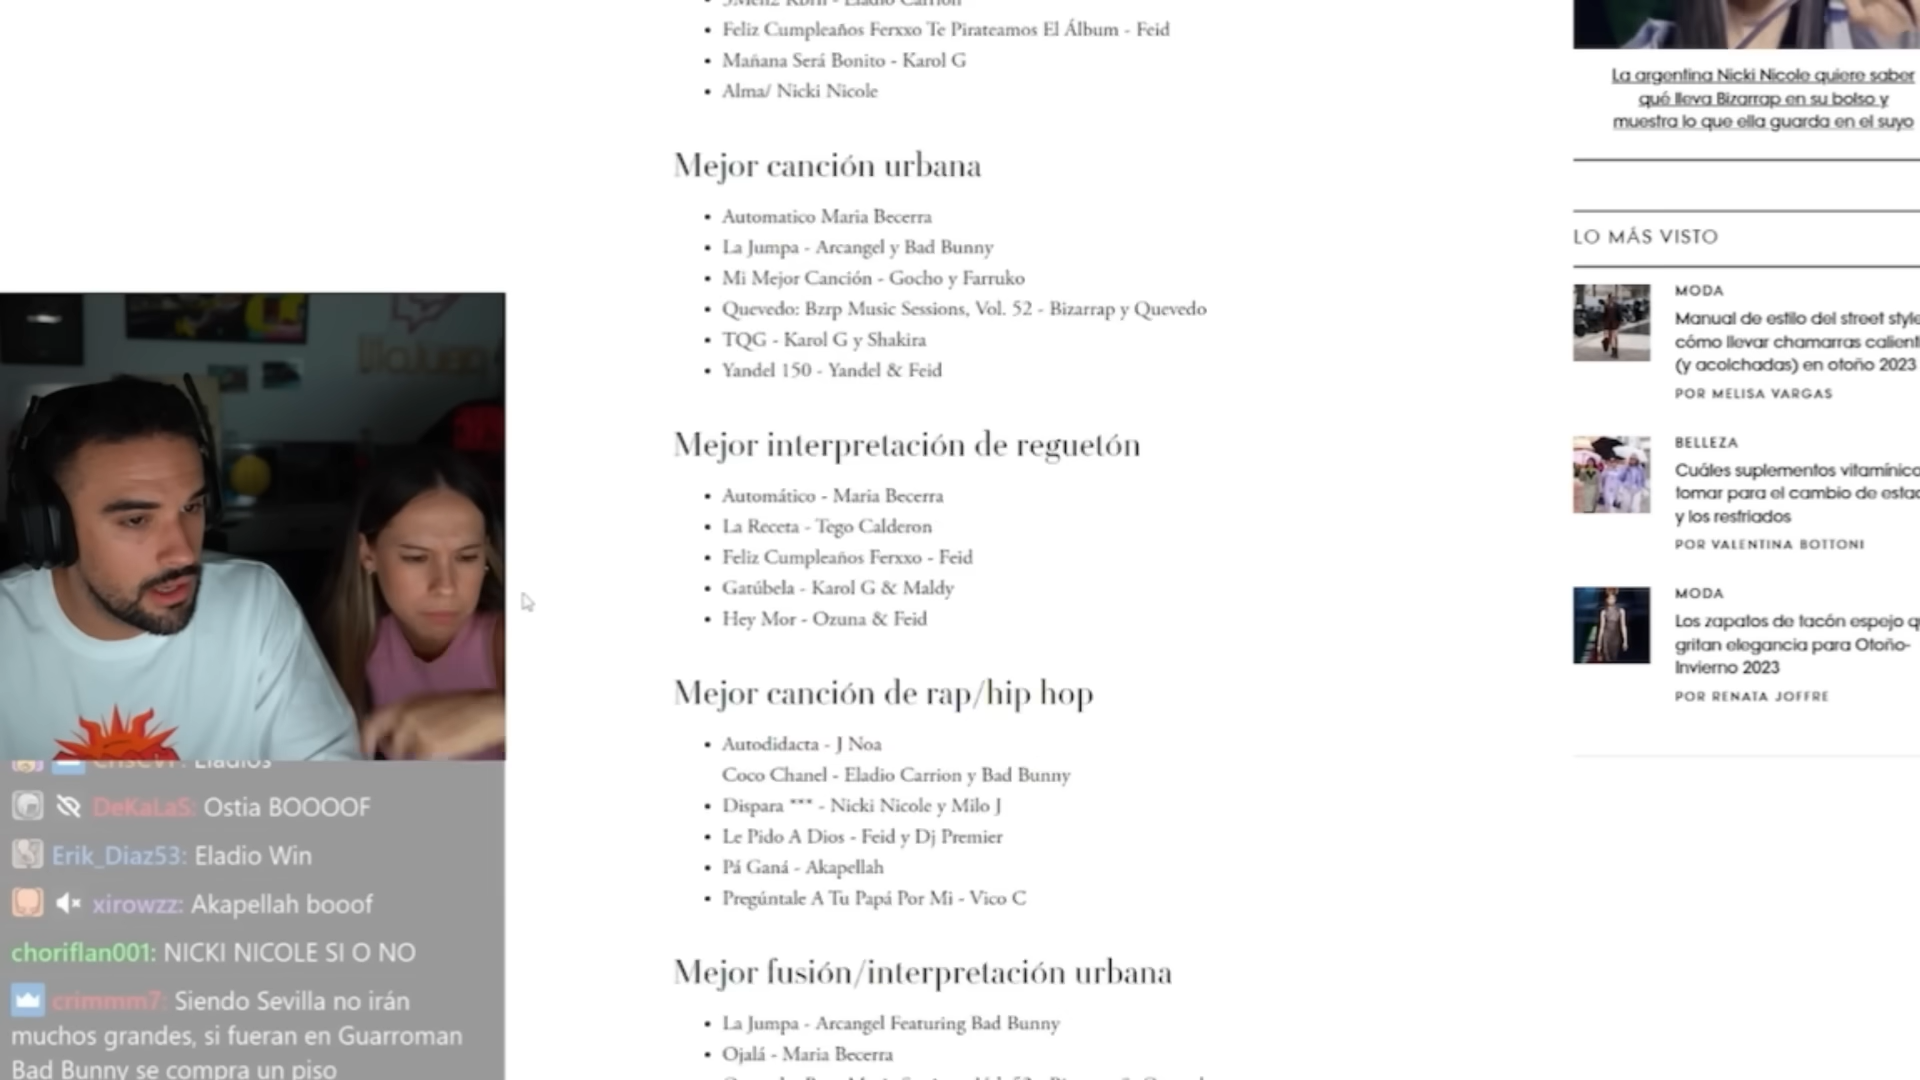 Feliz Cumpleaños Ferxxo Te Pirateamos El Álbum - Feid
Mañana Será Bonito - Karol G
Alma/ Nicki Nicole
Mejor canción urbana
Automatico Maria Becerra
La Jumpa - Arcangel y Bad Bunny
Mi Mejor Canción - Gocho y Farruko
Quevedo: Bzrp Music Sessions, Vol. 52 - Bizarrap y Quevedo
TQG - Karol G y Shakira
Yandel 150 - Yandel & Feid
Mejor interpretación de reguetón
Automático - Maria Becerra
La Receta - Tego Calderon
Feliz Cumpleaños Ferxxo - Feid
Gatúbela - Karol G & Maldy
Hey Mor - Ozuna & Feid
Mejor canción de rap/hip hop
Autodidacta - J Noa
Coco Chanel - Eladio Carrion y Bad Bunny
Dispara *** - Nicki Nicole y Milo J
Le Pido A Dios - Feid y Dj Premier
Pá Ganá - Akapellah
Pregúntale A Tu Papá Por Mi - Vico C
Mejor fusión/interpretación urbana
La Jumpa - Arcangel Featuring Bad Bunny
Ojalá - Maria Becerra
La argentina Nicki Nicole quiere saber
qué lleva Bizarrap en su bolso y
muestra lo que ella guarda en el suyo
LO MÁS VISTO
MODA
Manual de estilo del street style
cómo llevar chamarras
(y acolchadas) en otoño 2023
POR MELISA VARGAS
BELLEZA
Cuáles suplementos
tomar para el cambio de
y los resfriados
POR VALENTINA BOTTONI
MODA
Los zapatos de tacón espejo
gritan elegancia para Otoño-
Invierno 2023
POR RENATA JOFFRE
Eladios
DeKaLaS: Ostia BOOOOF
Erik_Diaz53: Eladio Win
xirowzz: Akapellah booof
choriflan001: NICKI NICOLE SI O NO
crimmm7: Siendo Sevilla no irán
muchos grandes, si fueran en Guarroman
Bad Bunny se compra un piso